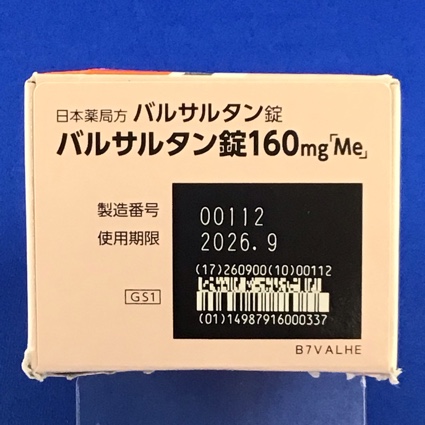 日本薬局方 バルサルタン錠
バルサルタン錠160mg「Me」
製造番号 00112
使用期限 2026.9
(17)260900(10)00112
GS1
(01)14987916000337
B7VALHE